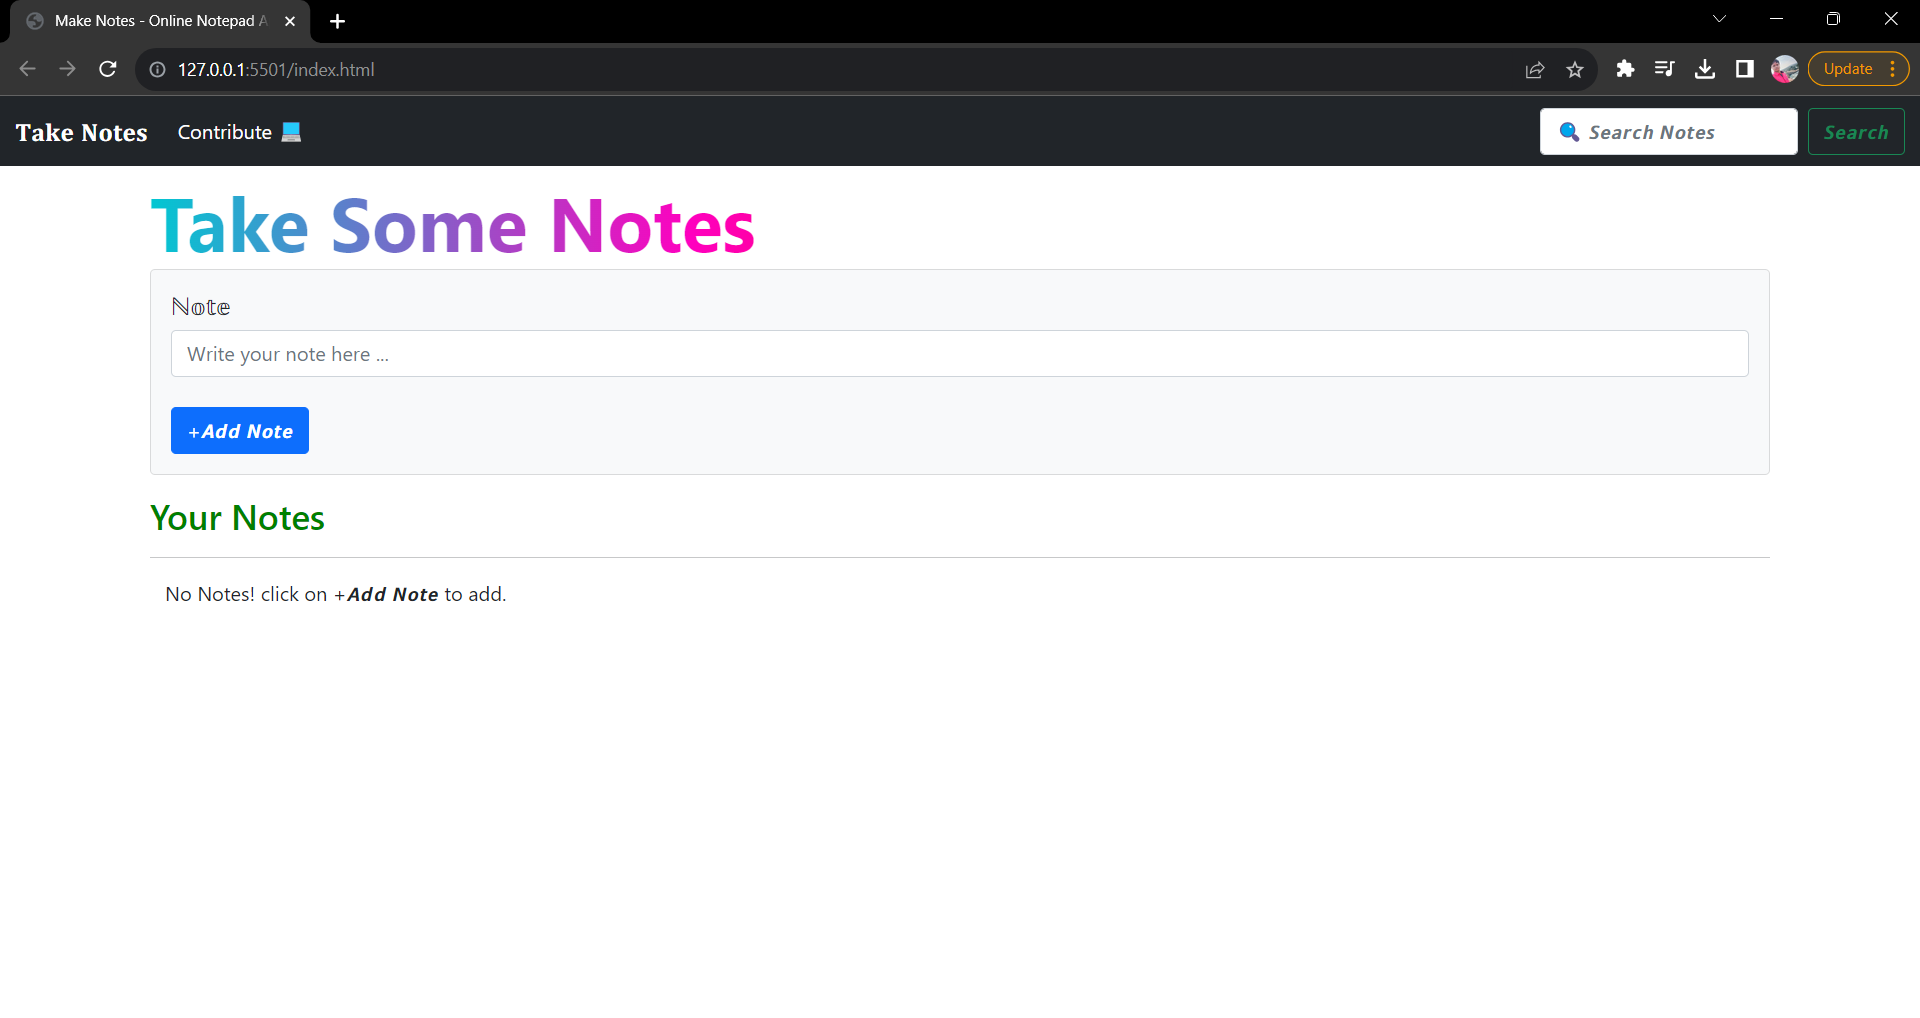 Make Notes - Online Notepad A
127.0.0.1:5501/index.html
Update
Take Notes Contribute 💻
🔍 Search Notes Search
Take Some Notes
ℕ𝕠𝕥𝕖
Write your note here ...
+Add Note
Your Notes
No Notes! click on +Add Note to add.